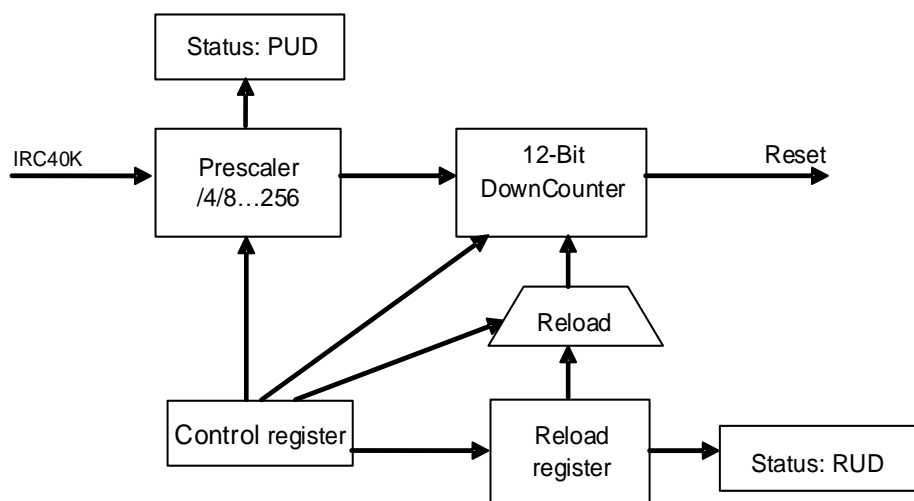 Status: PUD
IRC40K
Prescaler
/4/8…256
12-Bit
DownCounter
Reset
Reload
Control register
Reload
register
Status: RUD